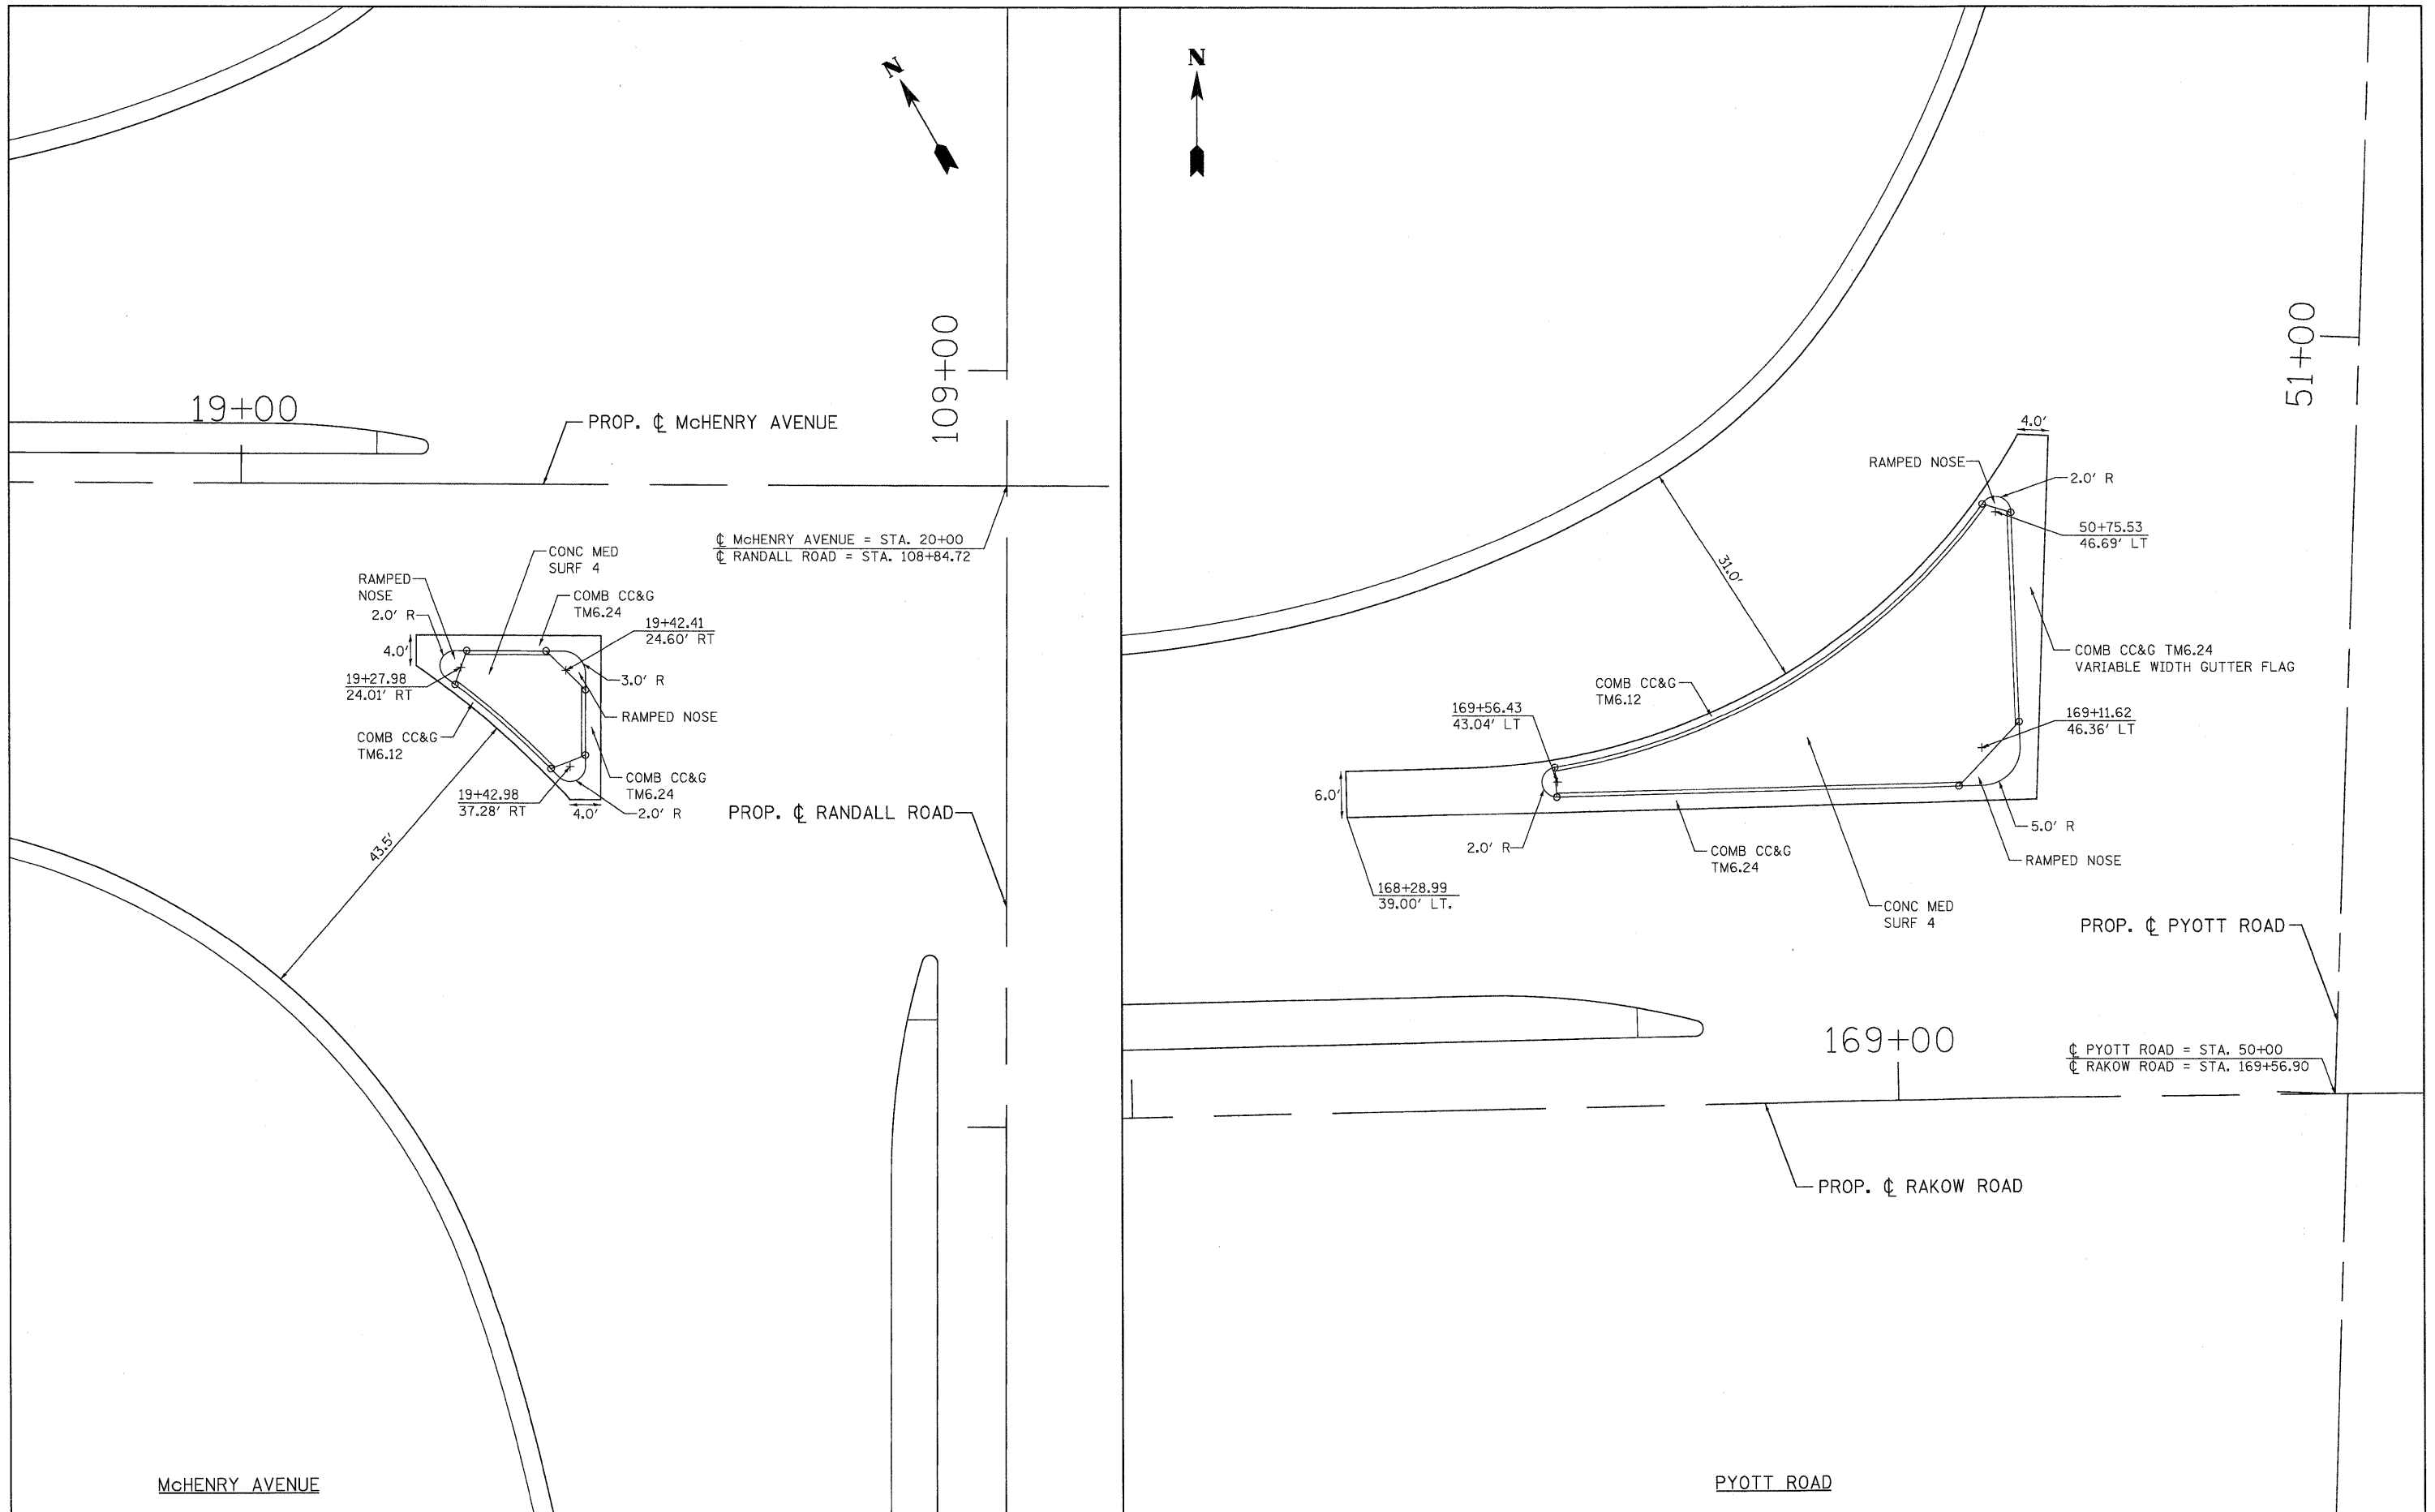 N
19+00
PROP. ℄ McHENRY AVENUE
109+00
℄ McHENRY AVENUE = STA. 20+00
℄ RANDALL ROAD = STA. 108+84.72
CONC MED
SURF 4
RAMPED
NOSE
2.0' R
COMB CC&G
TM6.24
19+42.41
24.60' RT
4.0'
19+27.98
24.01' RT
3.0' R
RAMPED NOSE
COMB CC&G
TM6.12
COMB CC&G
TM6.24
19+42.98
37.28' RT
4.0'
2.0' R
PROP. ℄ RANDALL ROAD
43.5'
McHENRY AVENUE
N
51+00
4.0'
RAMPED NOSE
2.0' R
50+75.53
46.69' LT
31.0'
COMB CC&G TM6.24
VARIABLE WIDTH GUTTER FLAG
COMB CC&G
TM6.12
169+56.43
43.04' LT
169+11.62
46.36' LT
6.0'
5.0' R
2.0' R
COMB CC&G
TM6.24
RAMPED NOSE
168+28.99
39.00' LT.
CONC MED
SURF 4
PROP. ℄ PYOTT ROAD
169+00
℄ PYOTT ROAD = STA. 50+00
℄ RAKOW ROAD = STA. 169+56.90
PROP. ℄ RAKOW ROAD
PYOTT ROAD